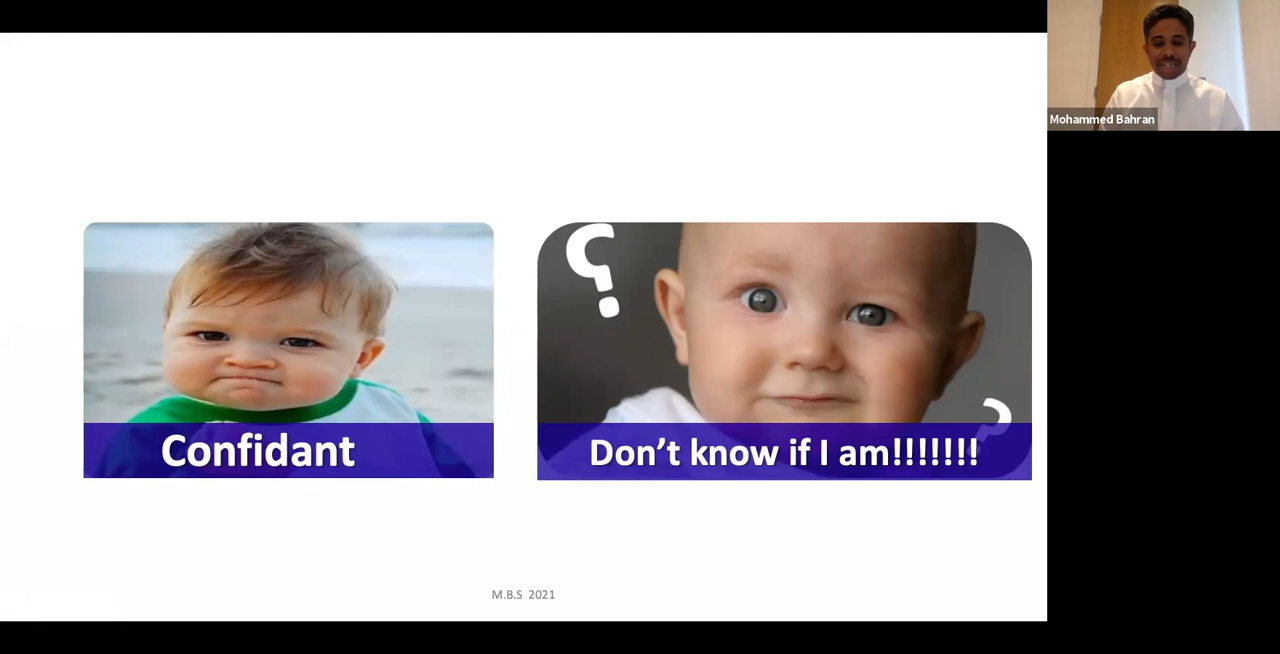 Mohammed Bahran
؟
Confidant
Don’t know if I am!!!!!!!
؟
M.B.S 2021